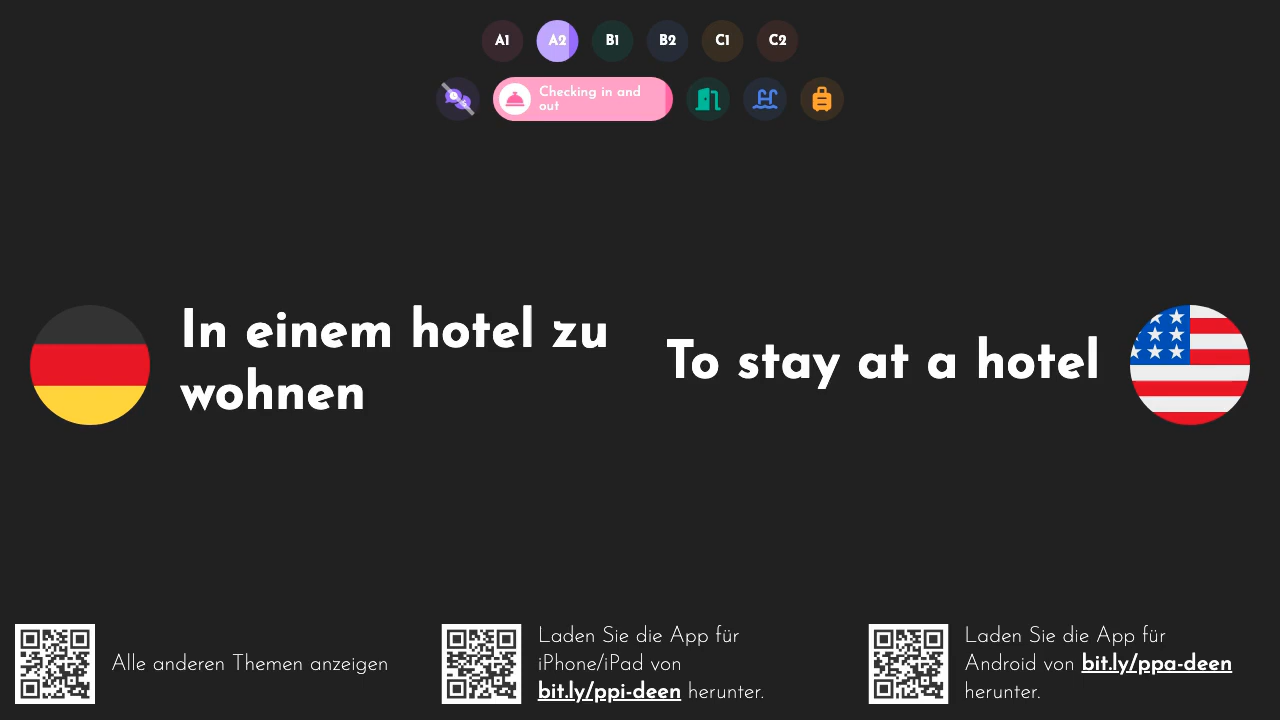 A1 A2 B1 B2 C1 C2
Checking in and
out
In einem hotel zu
wohnen
To stay at a hotel
Alle anderen Themen anzeigen
Laden Sie die App für
iPhone/iPad von
bit.ly/ppi-deen herunter.
Laden Sie die App für
Android von bit.ly/ppa-deen
herunter.